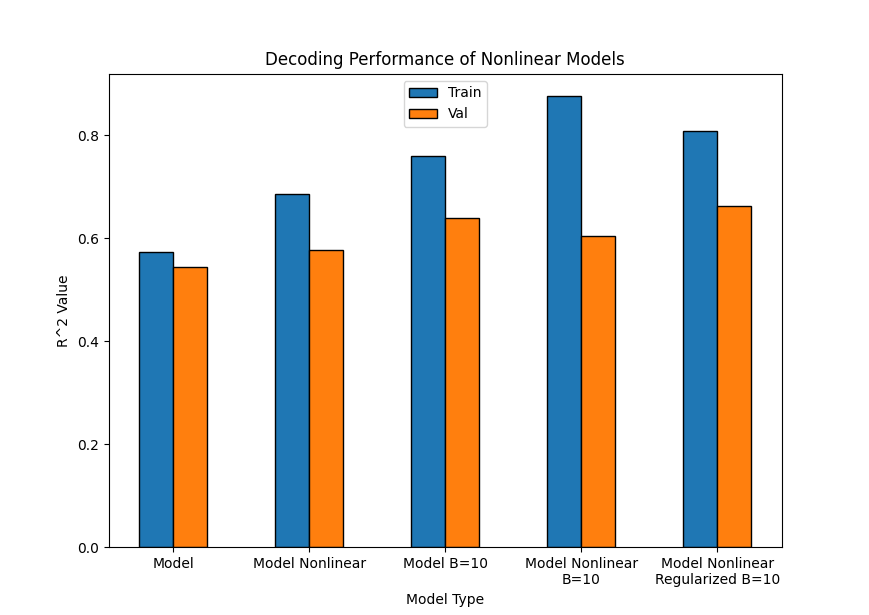 Decoding Performance of Nonlinear Models
Train
Val
0.8
0.6
0.4
0.2
0.0
R^2 Value
Model
Model Nonlinear
Model B=10
Model Nonlinear
B=10
Model Nonlinear
Regularized B=10
Model Type